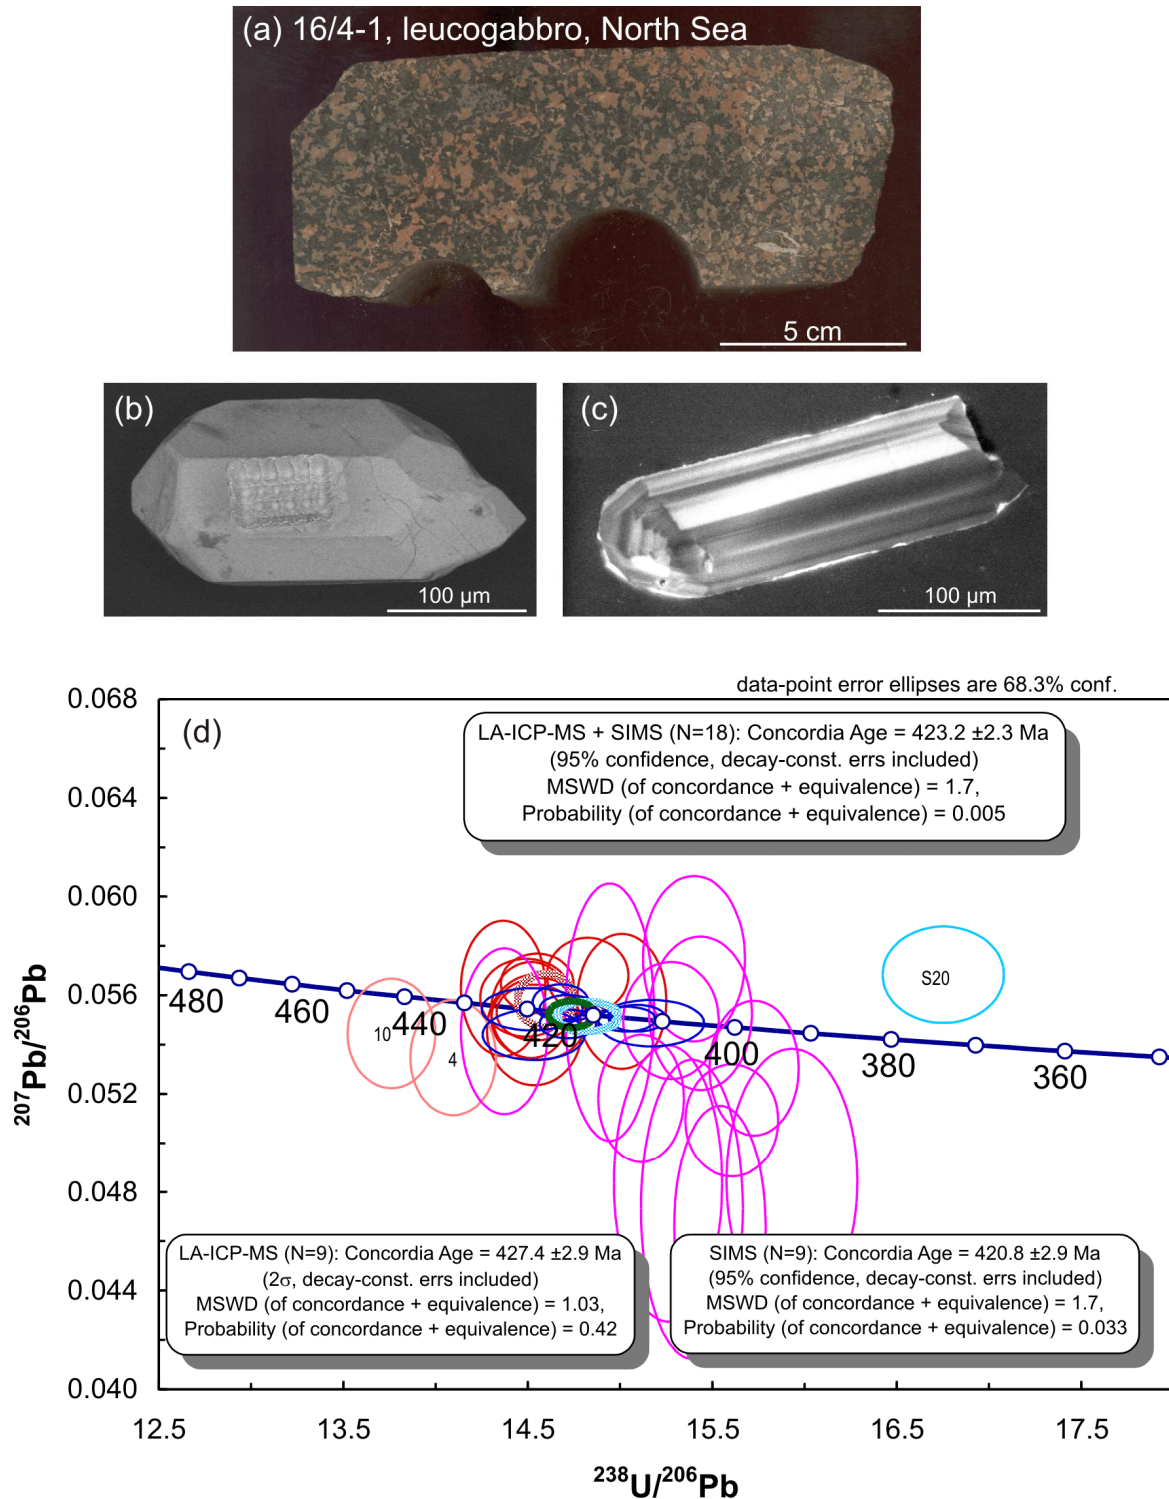 (a) 16/4-1, leucogabbro, North Sea
5 cm
(b)
100 µm
(c)
100 µm
data-point error ellipses are 68.3% conf.
(d)
LA-ICP-MS + SIMS (N=18): Concordia Age = 423.2 ±2.3 Ma
(95% confidence, decay-const. errs included)
MSWD (of concordance + equivalence) = 1.7,
Probability (of concordance + equivalence) = 0.005
0.068
0.064
0.060
0.056
0.052
0.048
0.044
0.040
²⁰⁷Pb/²⁰⁶Pb
480
460
440
420
400
380
360
10
4
S20
LA-ICP-MS (N=9): Concordia Age = 427.4 ±2.9 Ma
(2σ, decay-const. errs included)
MSWD (of concordance + equivalence) = 1.03,
Probability (of concordance + equivalence) = 0.42
SIMS (N=9): Concordia Age = 420.8 ±2.9 Ma
(95% confidence, decay-const. errs included)
MSWD (of concordance + equivalence) = 1.7,
Probability (of concordance + equivalence) = 0.033
12.5
13.5
14.5
15.5
16.5
17.5
²³⁸U/²⁰⁶Pb